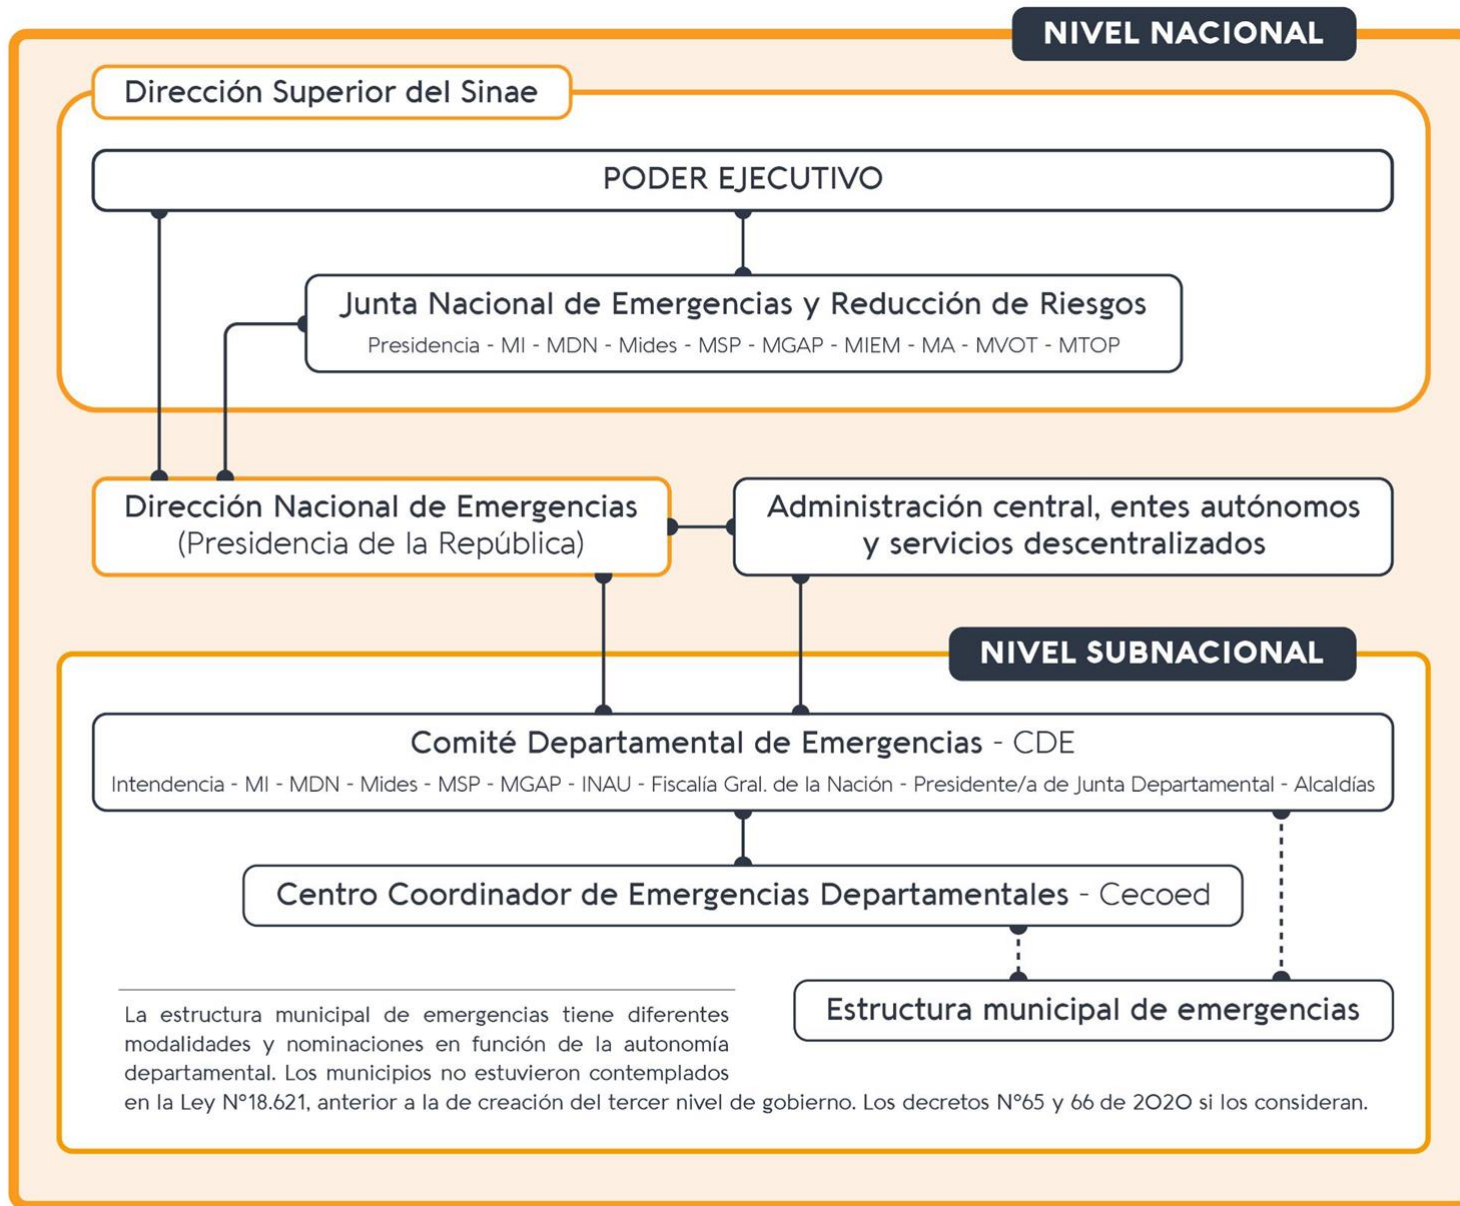 NIVEL NACIONAL
Dirección Superior del Sinae
PODER EJECUTIVO
Junta Nacional de Emergencias y Reducción de Riesgos
Presidencia - MI - MDN - Mides - MSP - MGAP - MIEM - MA - MVOT - MTOP
Dirección Nacional de Emergencias
(Presidencia de la República)
Administración central, entes autónomos
y servicios descentralizados
NIVEL SUBNACIONAL
Comité Departamental de Emergencias - CDE
Intendencia - MI - MDN - Mides - MSP - MGAP - INAU - Fiscalía Gral. de la Nación - Presidente/a de Junta Departamental - Alcaldías
Centro Coordinador de Emergencias Departamentales - Cecoed
Estructura municipal de emergencias
La estructura municipal de emergencias tiene diferentes
modalidades y nominaciones en función de la autonomía
departamental. Los municipios no estuvieron contemplados
en la Ley N°18.621, anterior a la de creación del tercer nivel de gobierno. Los decretos N°65 y 66 de 2020 si los consideran.